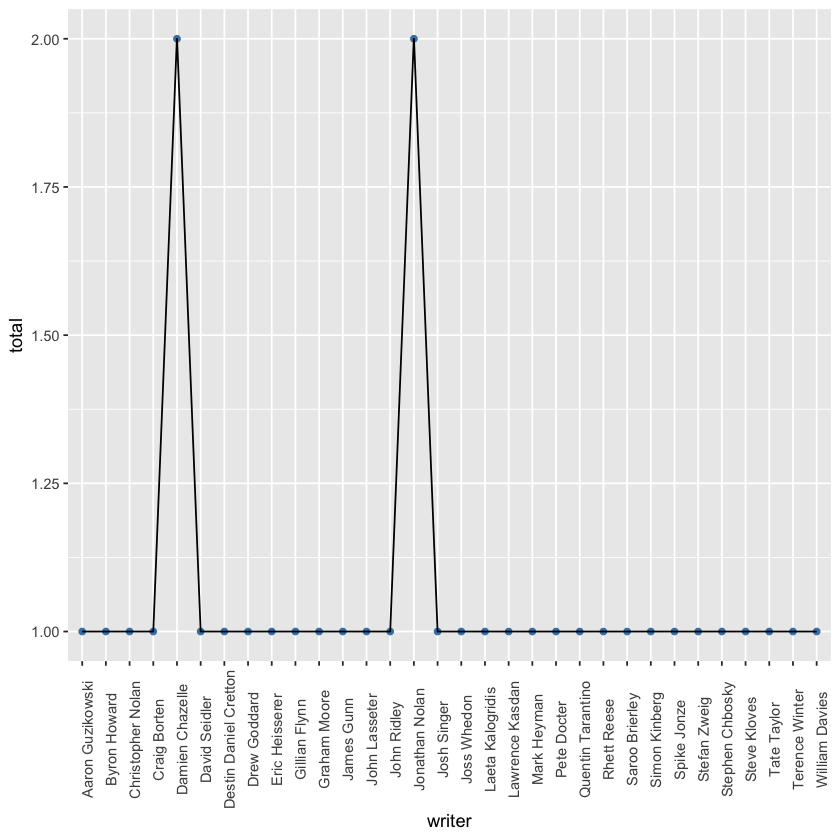 2.00
1.75
1.50
1.25
1.00
total
Aaron Guzikowski
Byron Howard
Christopher Nolan
Craig Borten
Damien Chazelle
David Seidler
Destin Daniel Cretton
Drew Goddard
Eric Heisserer
Gillian Flynn
Graham Moore
James Gunn
John Lasseter
John Ridley
Jonathan Nolan
Josh Singer
Joss Whedon
Laeta Kalogridis
Lawrence Kasdan
Mark Heyman
Pete Docter
Quentin Tarantino
Rhett Reese
Saroo Brierley
Simon Kinberg
Spike Jonze
Stefan Zweig
Stephen Chbosky
Steve Kloves
Tate Taylor
Terence Winter
William Davies
writer